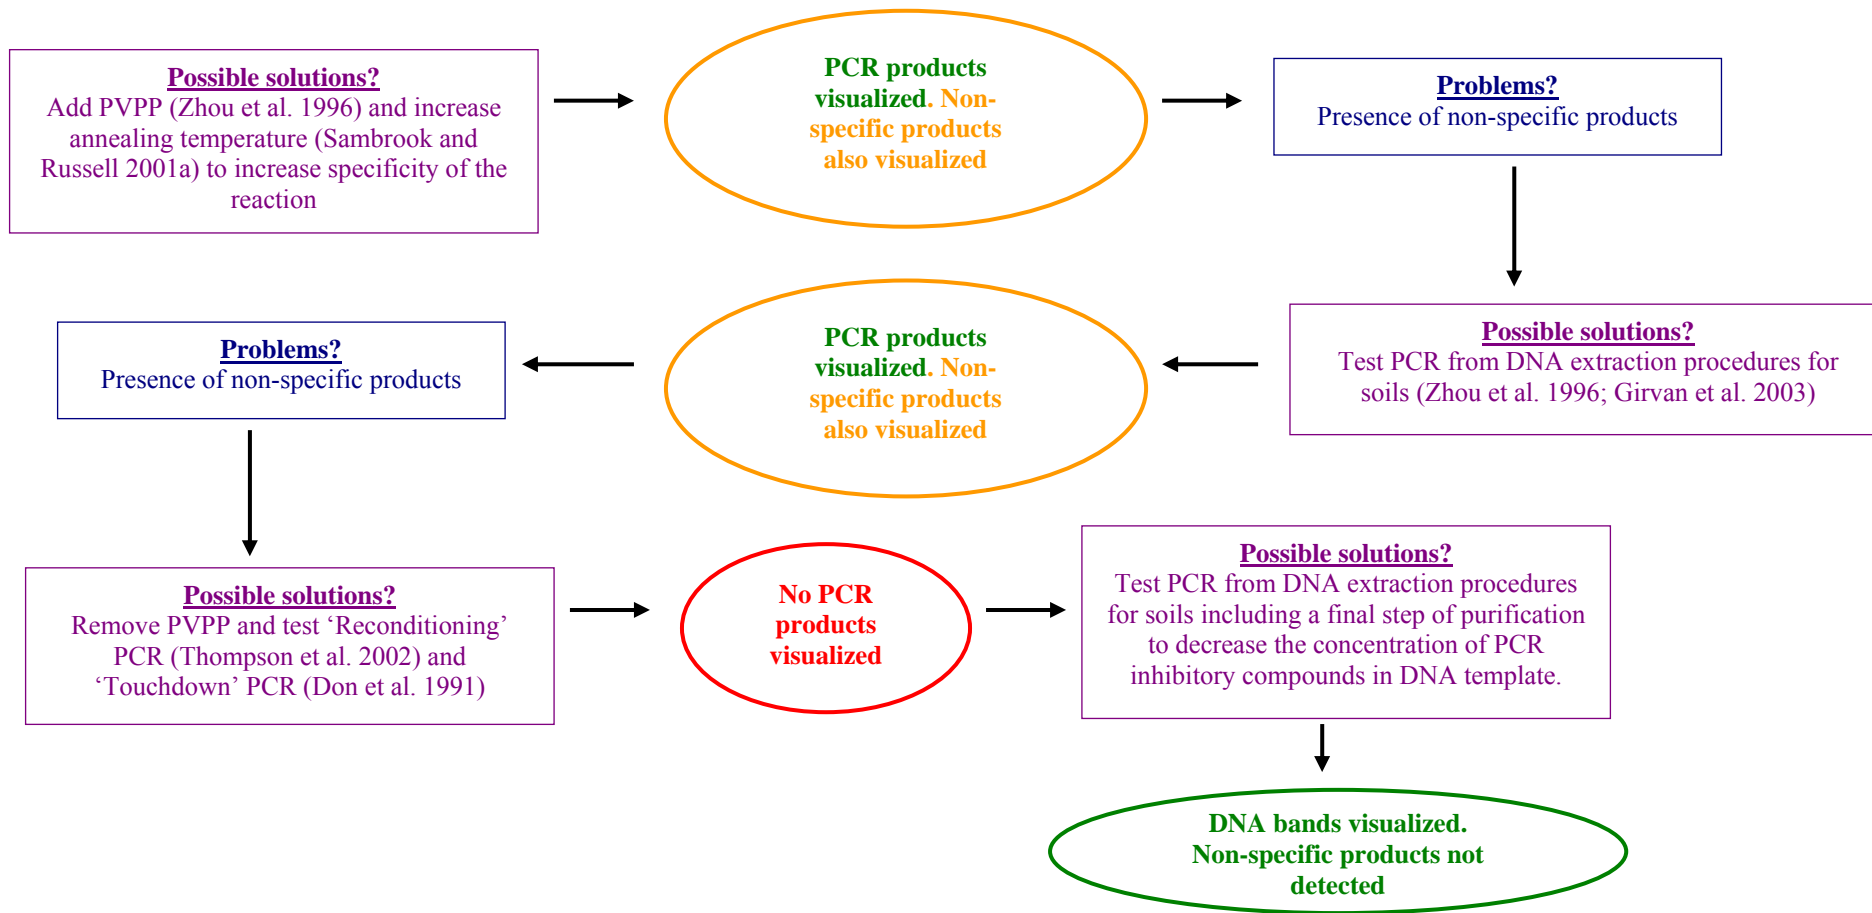 Possible solutions?
Add PVPP (Zhou et al. 1996) and increase
annealing temperature (Sambrook and
Russell 2001a) to increase specificity of the
reaction
PCR products
visualized. Non-
specific products
also visualized
Problems?
Presence of non-specific products
Possible solutions?
Test PCR from DNA extraction procedures for
soils (Zhou et al. 1996; Girvan et al. 2003)
PCR products
visualized. Non-
specific products
also visualized
Problems?
Presence of non-specific products
Possible solutions?
Remove PVPP and test ‘Reconditioning’
PCR (Thompson et al. 2002) and
‘Touchdown’ PCR (Don et al. 1991)
No PCR
products
visualized
Possible solutions?
Test PCR from DNA extraction procedures
for soils including a final step of purification
to decrease the concentration of PCR
inhibitory compounds in DNA template.
DNA bands visualized.
Non-specific products not
detected